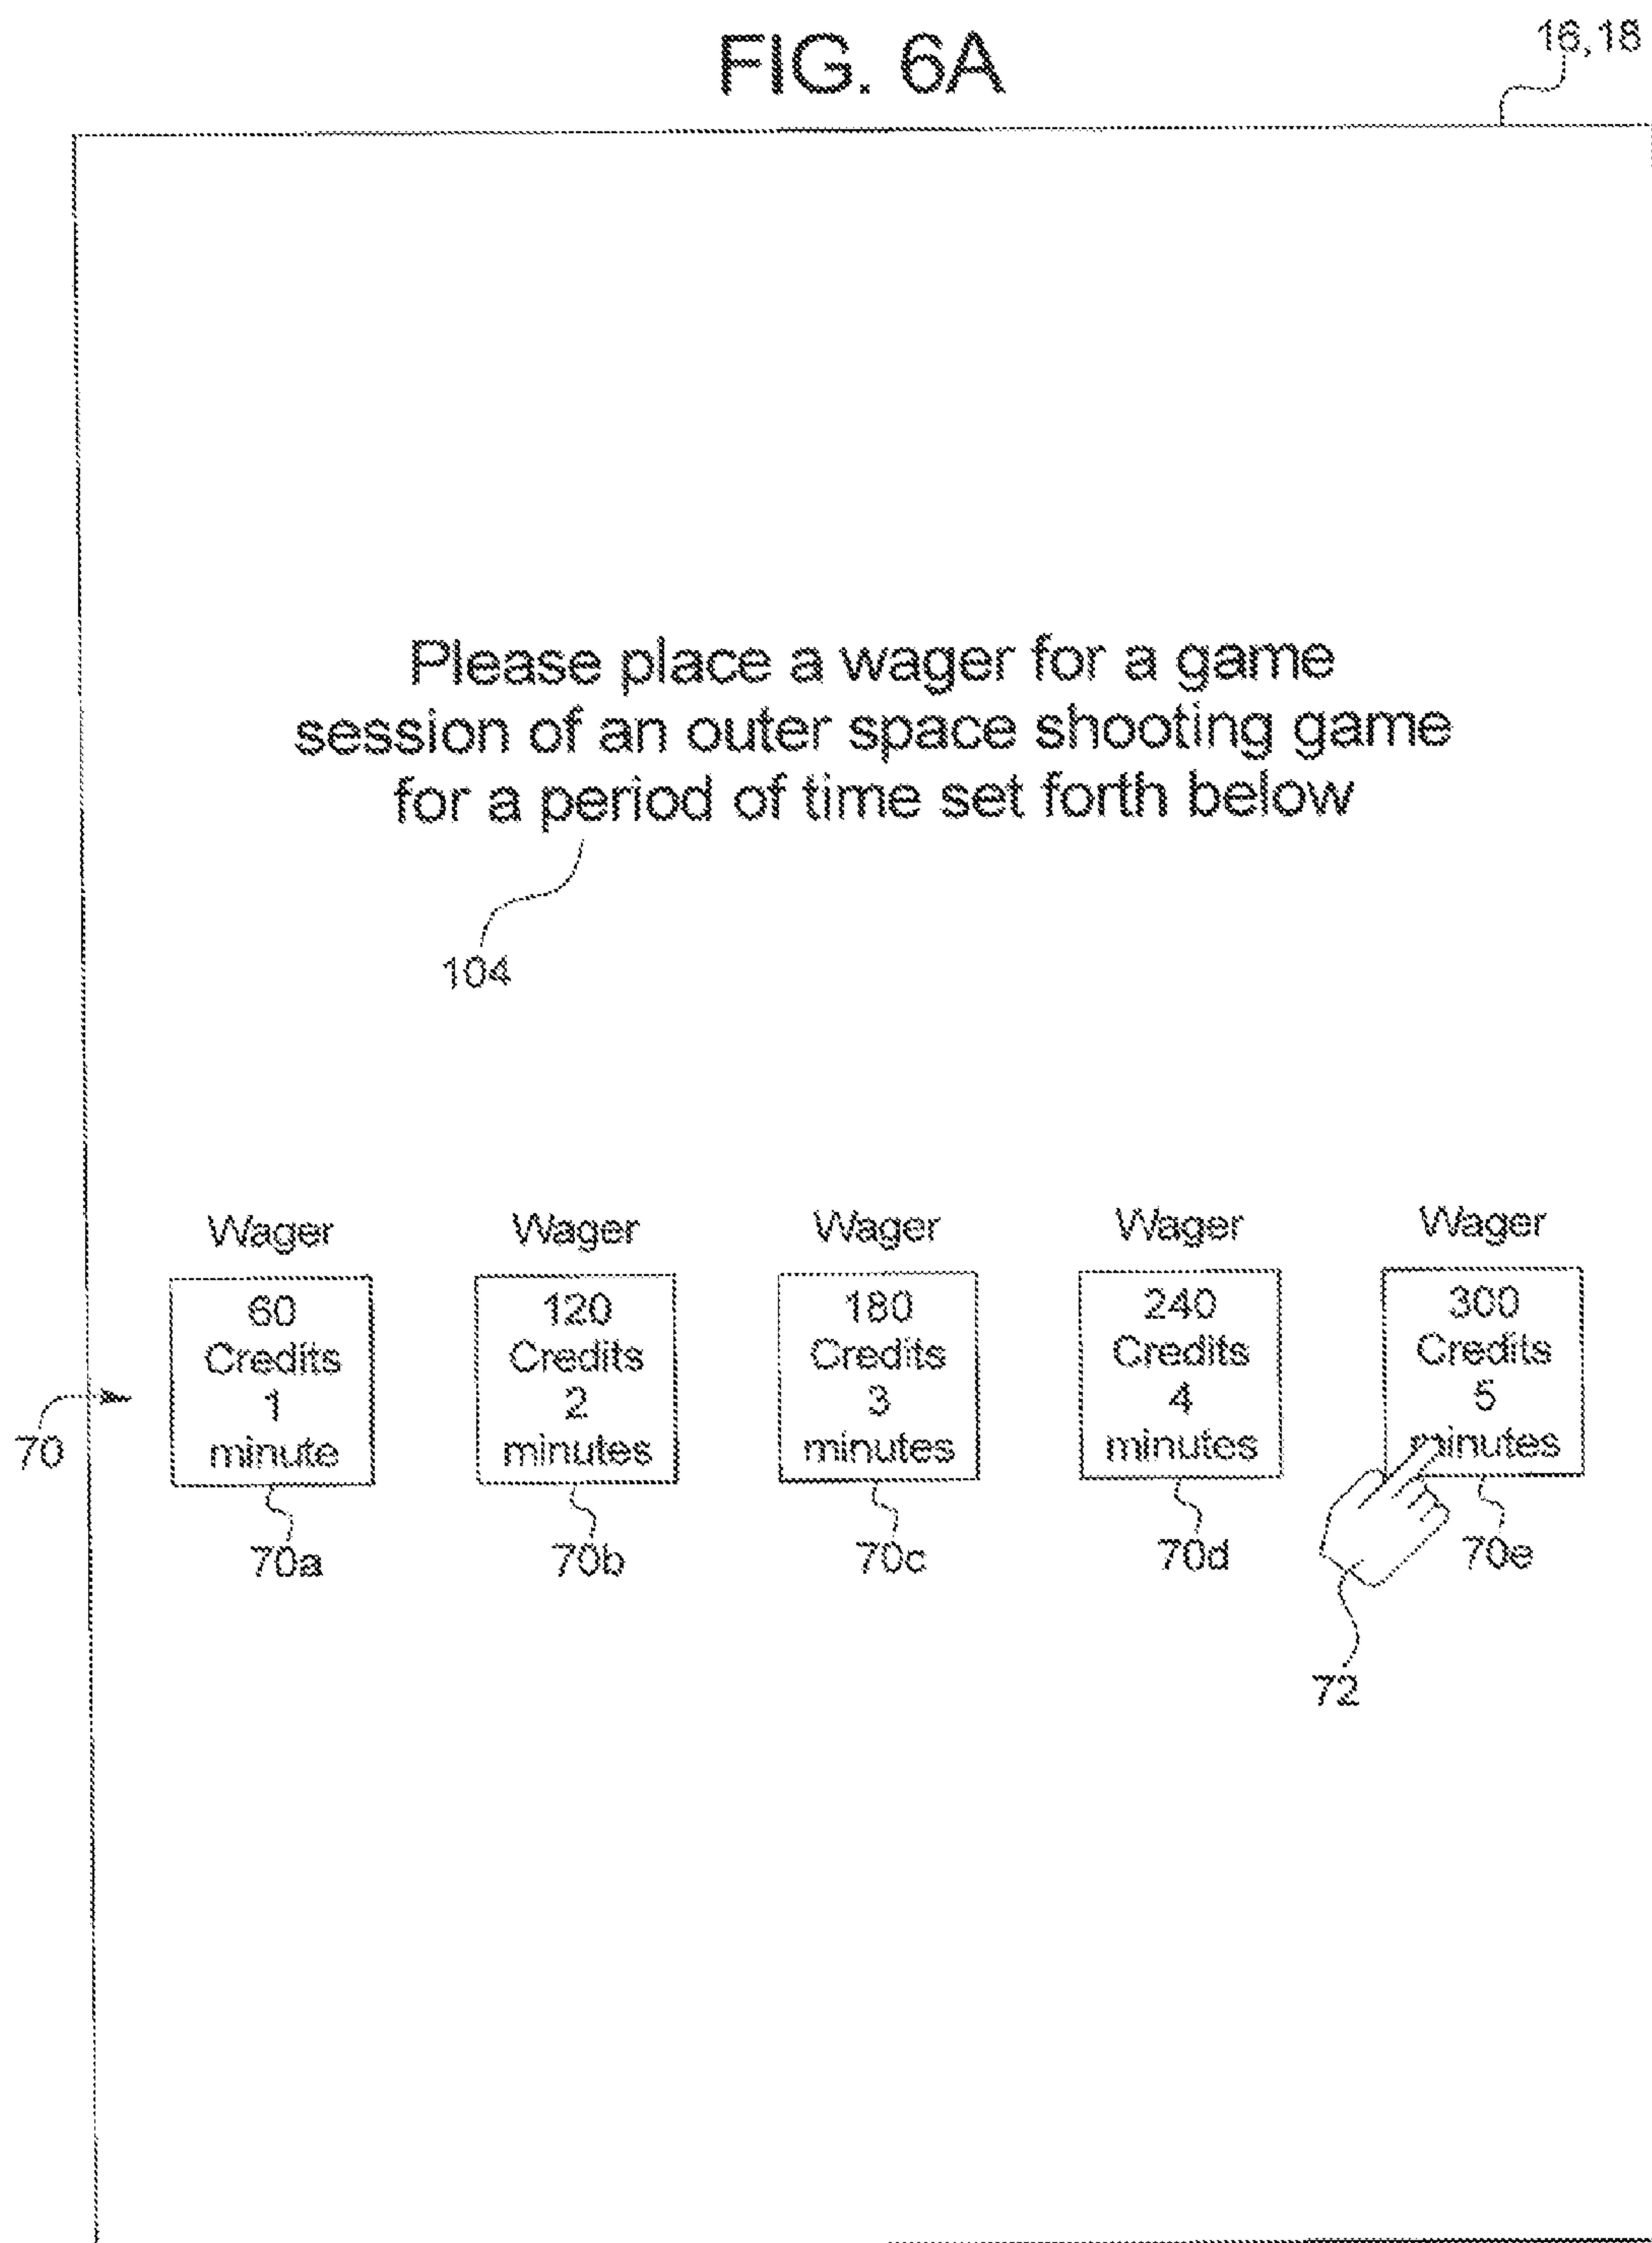 FIG. 6A
16,18
Please place a wager for a game
session of an outer space shooting game
for a period of time set forth below
104
Wager Wager Wager Wager Wager
60 120 180 240 300
Credits Credits Credits Credits Credits
1 2 3 4 5
minute minutes minutes minutes minutes
70
70a 70b 70c 70d 70e
72